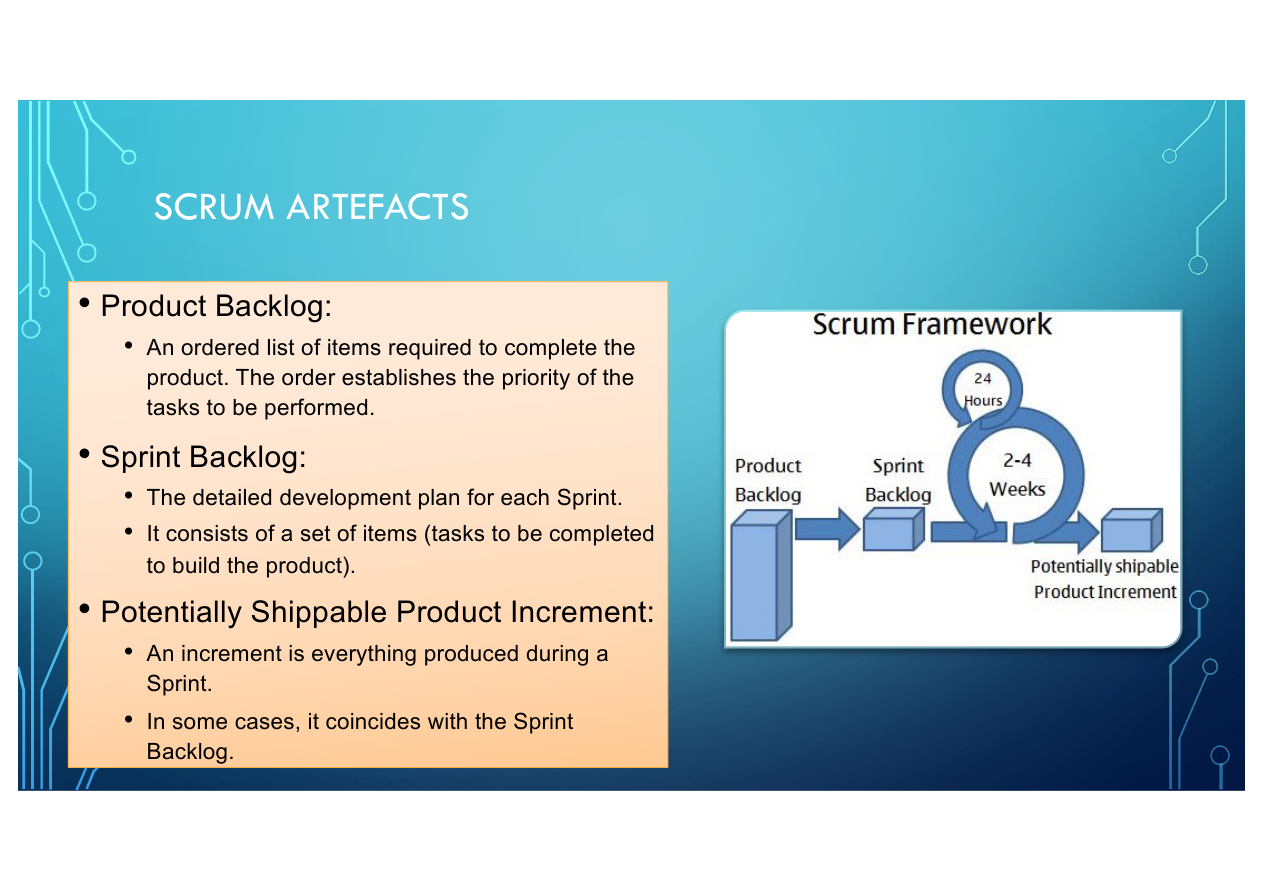 SCRUM ARTEFACTS
• Product Backlog:
• An ordered list of items required to complete the
product. The order establishes the priority of the
tasks to be performed.
• Sprint Backlog:
• The detailed development plan for each Sprint.
• It consists of a set of items (tasks to be completed
to build the product).
• Potentially Shippable Product Increment:
• An increment is everything produced during a
Sprint.
• In some cases, it coincides with the Sprint
Backlog.
Scrum Framework
24
Hours
2-4
Weeks
Product
Backlog
Sprint
Backlog
Potentially shipable
Product Increment